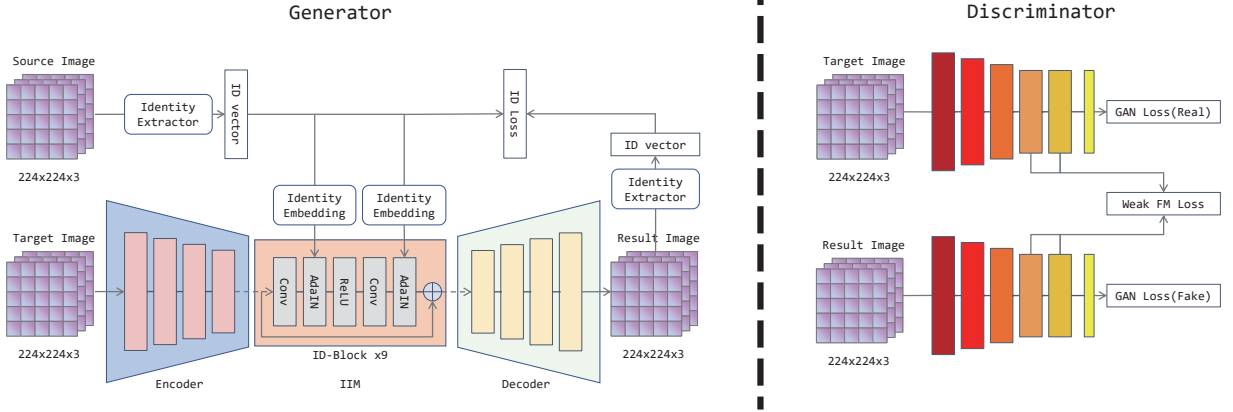 Generator
Discriminator
Source Image
224x224x3
Identity
Extractor
ID vector
ID Loss
ID vector
Identity
Extractor
Identity
Embedding
Identity
Embedding
Target Image
224x224x3
Conv
AdaIN
ReLU
Conv
AdaIN
ID-Block x9
Encoder
IIM
Decoder
Result Image
224x224x3
Target Image
224x224x3
GAN Loss(Real)
Weak FM Loss
Result Image
224x224x3
GAN Loss(Fake)